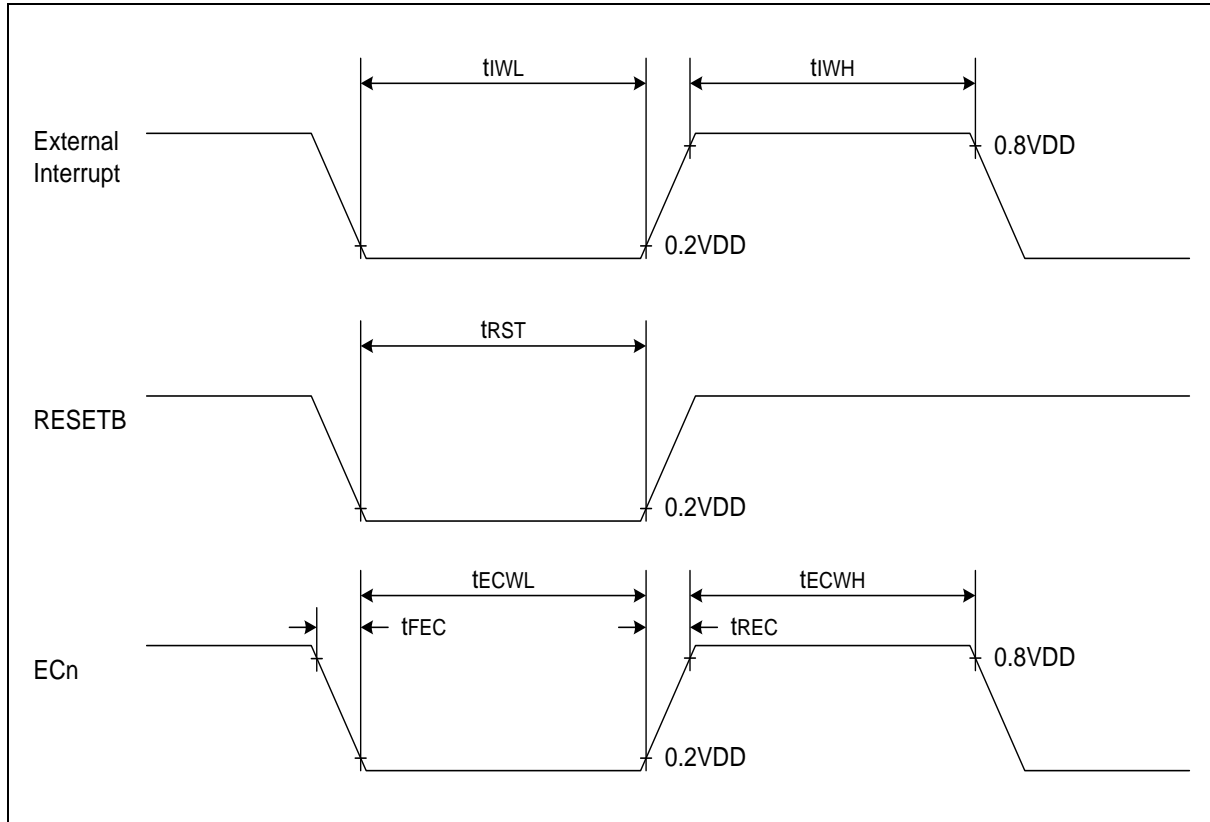 tIWL
tIWH
External
Interrupt
0.8VDD
0.2VDD
tRST
RESETB
0.2VDD
tECWL
tECWH
tFEC
tREC
ECn
0.8VDD
0.2VDD